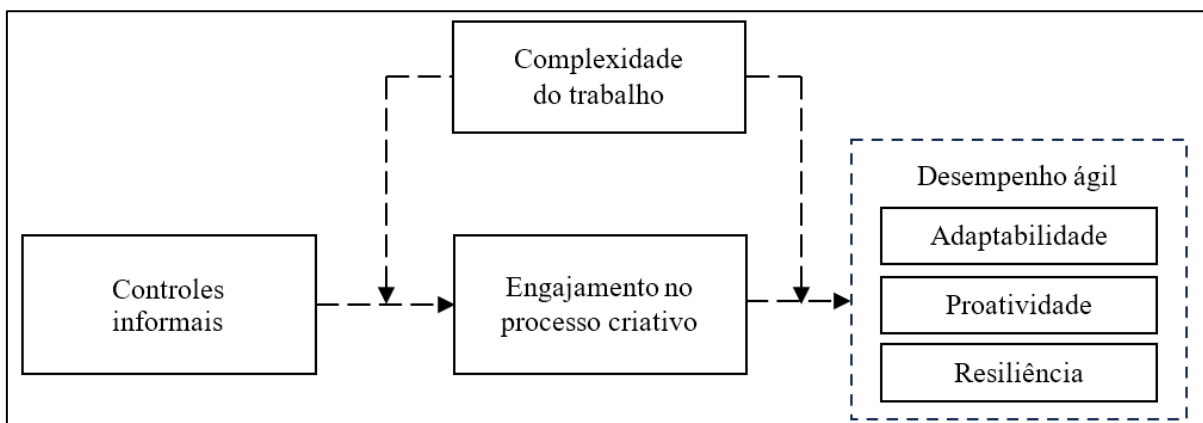 Complexidade
do trabalho
Desempenho ágil
Adaptabilidade
Controles
informais
Engajamento no
processo criativo
Proatividade
Resiliência